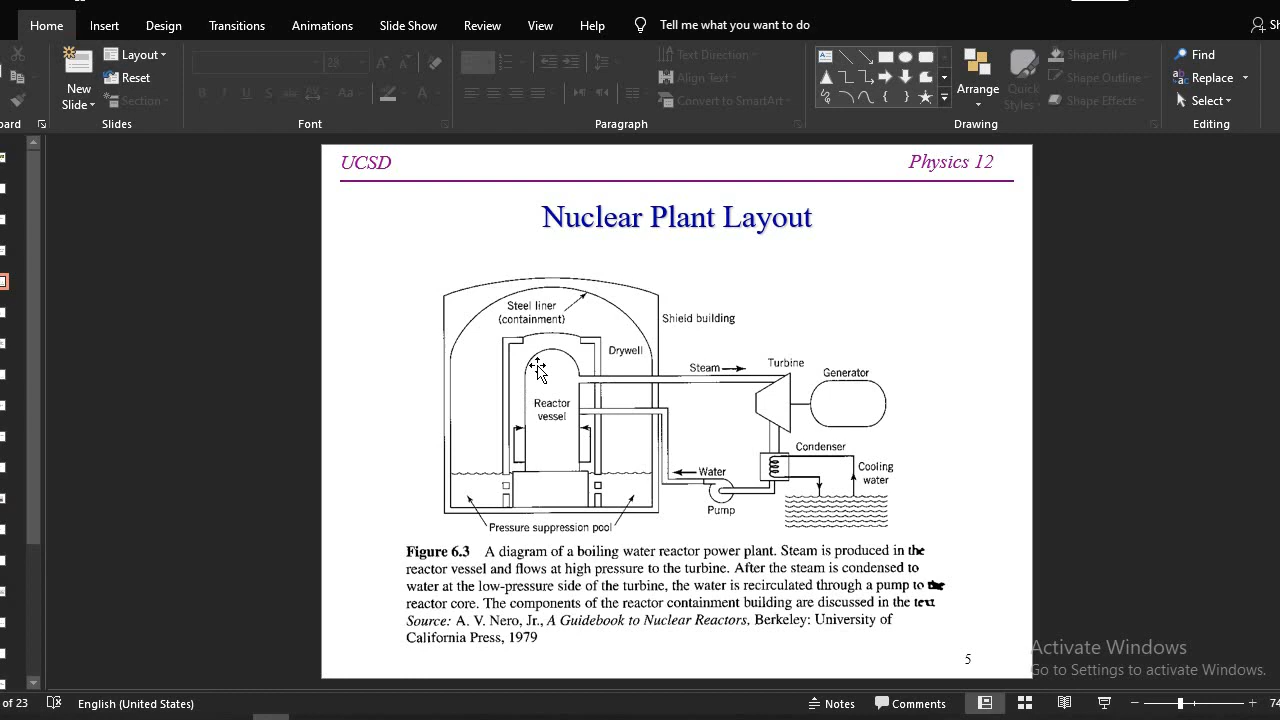 Home Insert Design Transitions Animations Slide Show Review View Help Tell me what you want to do
New Slide
Layout
Reset
Section
28
Text Direction
Align Text
Convert to SmartArt
Arrange
Quick Styles
Shape Fill
Shape Outline
Shape Effects
Find
Replace
Select
Slides Font Paragraph Drawing Editing
UCSD Physics 12
Nuclear Plant Layout
Steel liner
(containment)
Shield building
Drywell
Steam
Turbine
Generator
Reactor
vessel
Condenser
Cooling
water
Water
Pump
Pressure suppression pool
Figure 6.3 A diagram of a boiling water reactor power plant. Steam is produced in the
reactor vessel and flows at high pressure to the turbine. After the steam is condensed to
water at the low-pressure side of the turbine, the water is recirculated through a pump to the
reactor core. The components of the reactor containment building are discussed in the text
Source: A. V. Nero, Jr., A Guidebook to Nuclear Reactors, Berkeley: University of
California Press, 1979
5
Activate Windows
Go to Settings to activate Windows.
of 23 English (United States) Notes Comments